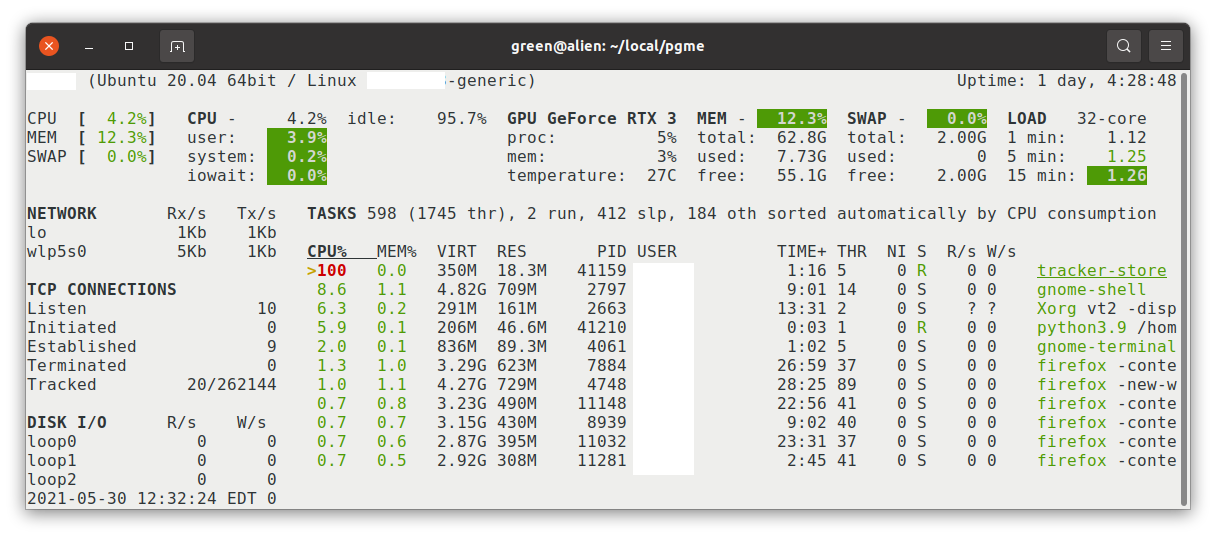 green@alien: ~/local/pgme
(Ubuntu 20.04 64bit / Linux -generic) Uptime: 1 day, 4:28:48
CPU [ 4.2%] CPU - 4.2% idle: 95.7% GPU GeForce RTX 3 MEM - 12.3% SWAP - 0.0% LOAD 32-core
MEM [ 12.3%] user: 3.9% proc: 5% total: 62.8G total: 2.00G 1 min: 1.12
SWAP [ 0.0%] system: 0.2% mem: 3% used: 7.73G used: 0 5 min: 1.25
iowait: 0.0% temperature: 27C free: 55.1G free: 2.00G 15 min: 1.26
NETWORK Rx/s Tx/s TASKS 598 (1745 thr), 2 run, 412 slp, 184 oth sorted automatically by CPU consumption
lo 1Kb 1Kb
wlp5s0 5Kb 1Kb CPU% MEM% VIRT RES PID USER TIME+ THR NI S R/s W/s
>100 0.0 350M 18.3M 41159 1:16 5 0 R 0 0 tracker-store
TCP CONNECTIONS 8.6 1.1 4.82G 709M 2797 9:01 14 0 S 0 0 gnome-shell
Listen 10 6.3 0.2 291M 161M 2663 13:31 2 0 S ? ? Xorg vt2 -disp
Initiated 0 5.9 0.1 206M 46.6M 41210 0:03 1 0 R 0 0 python3.9 /hom
Established 9 2.0 0.1 836M 89.3M 4061 1:02 5 0 S 0 0 gnome-terminal
Terminated 0 1.3 1.0 3.29G 623M 7884 26:59 37 0 S 0 0 firefox -conte
Tracked 20/262144 1.0 1.1 4.27G 729M 4748 28:25 89 0 S 0 0 firefox -new-w
0.7 0.8 3.23G 490M 11148 22:56 41 0 S 0 0 firefox -conte
DISK I/O R/s W/s 0.7 0.7 3.15G 430M 8939 9:02 40 0 S 0 0 firefox -conte
loop0 0 0 0.7 0.6 2.87G 395M 11032 23:31 37 0 S 0 0 firefox -conte
loop1 0 0 0.7 0.5 2.92G 308M 11281 2:45 41 0 S 0 0 firefox -conte
loop2 0 0
2021-05-30 12:32:24 EDT 0